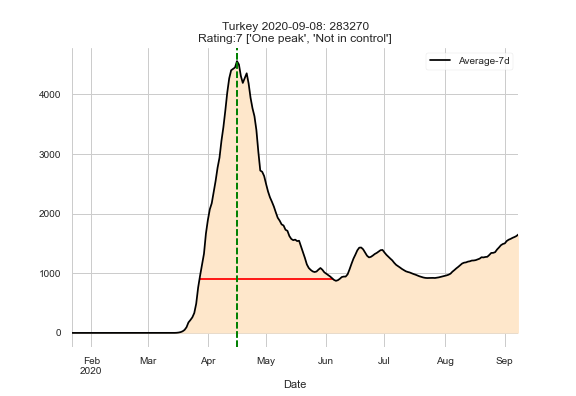 Turkey 2020-09-08: 283270
Rating:7 ['One peak', 'Not in control']
Average-7d
4000
3000
2000
1000
0
Feb Mar Apr May Jun Jul Aug Sep
2020
Date